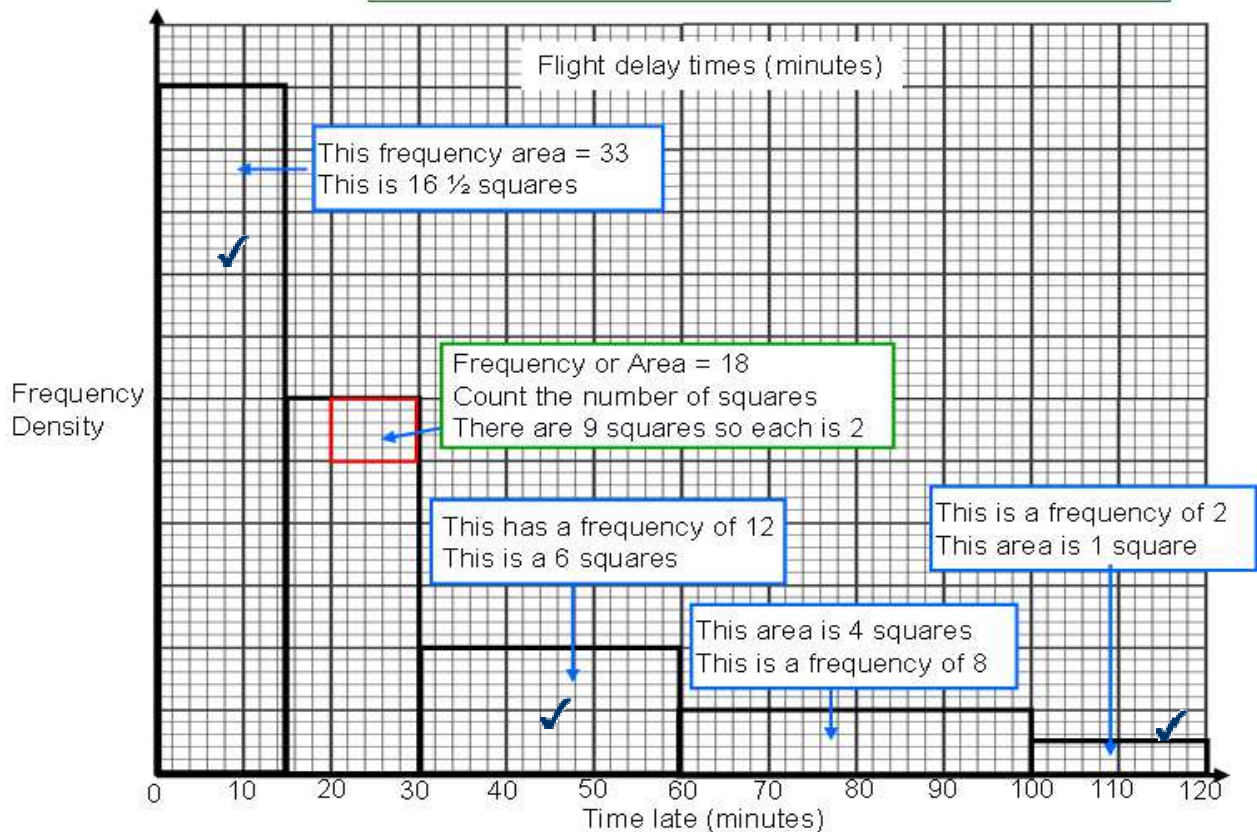 Flight delay times (minutes)
This frequency area = 33
This is 16 ½ squares
Frequency or Area = 18
Count the number of squares
There are 9 squares so each is 2
Frequency
Density
This has a frequency of 12
This is a 6 squares
This is a frequency of 2
This area is 1 square
This area is 4 squares
This is a frequency of 8
0 10 20 30 40 50 60 70 80 90 100 110 120
Time late (minutes)